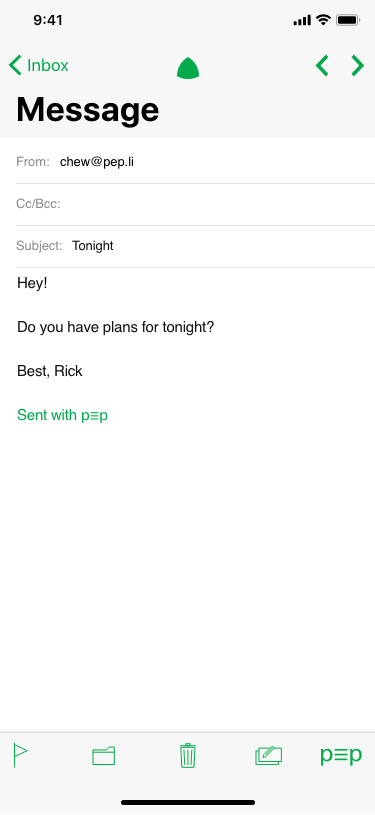 9:41
Inbox
Message
From: chew@pep.li
Cc/Bcc:
Subject: Tonight
Hey!
Do you have plans for tonight?
Best, Rick
Sent with p≡p
p≡p